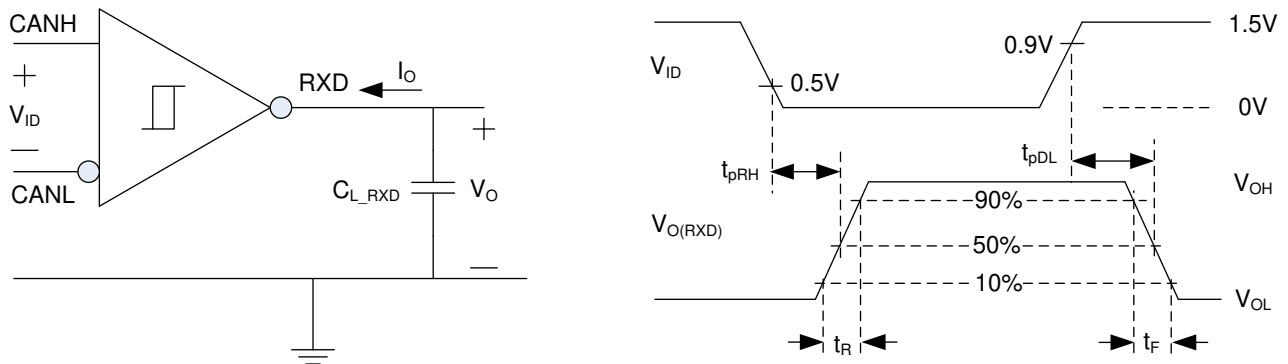 CANH
+
V_ID
—
CANL
RXD
I_O
+
C_L_RXD
V_O
—
V_ID
0.5V
0.9V
1.5V
0V
t_pRH
t_pDL
V_O(RXD)
V_OH
90%
50%
10%
V_OL
t_R
t_F